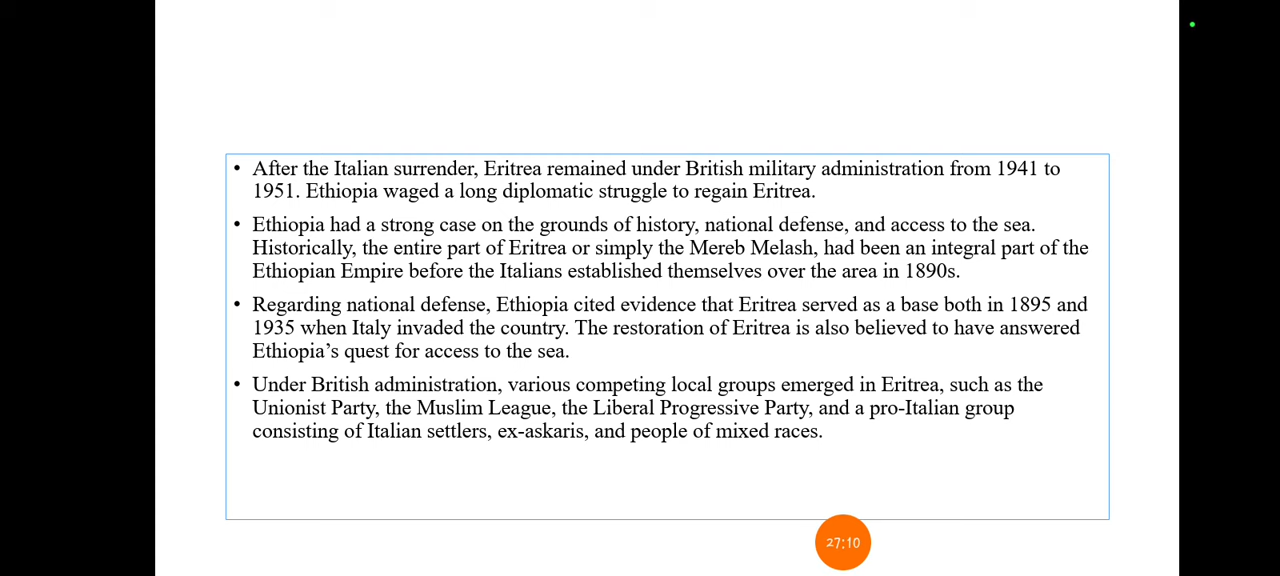 • After the Italian surrender, Eritrea remained under British military administration from 1941 to
1951. Ethiopia waged a long diplomatic struggle to regain Eritrea.
• Ethiopia had a strong case on the grounds of history, national defense, and access to the sea.
Historically, the entire part of Eritrea or simply the Mereb Melash, had been an integral part of the
Ethiopian Empire before the Italians established themselves over the area in 1890s.
• Regarding national defense, Ethiopia cited evidence that Eritrea served as a base both in 1895 and
1935 when Italy invaded the country. The restoration of Eritrea is also believed to have answered
Ethiopia’s quest for access to the sea.
• Under British administration, various competing local groups emerged in Eritrea, such as the
Unionist Party, the Muslim League, the Liberal Progressive Party, and a pro-Italian group
consisting of Italian settlers, ex-askaris, and people of mixed races.
27:10